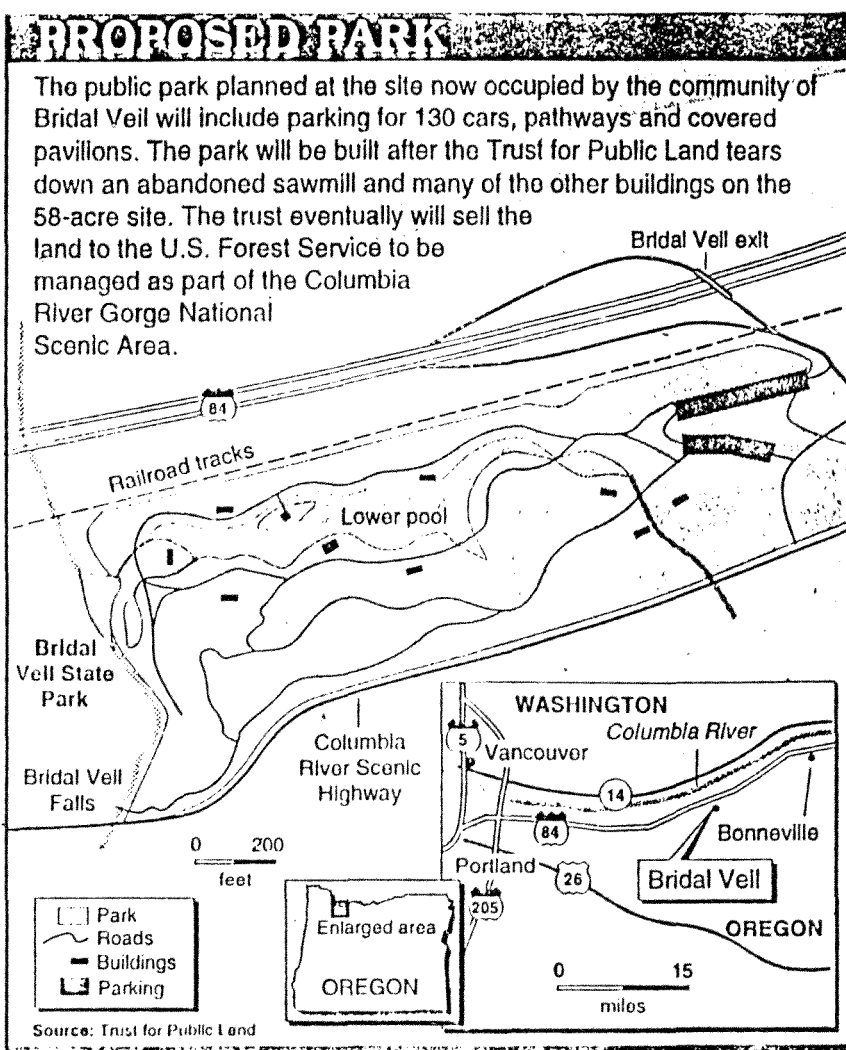 PROPOSED PARK
The public park planned at the site now occupied by the community of
Bridal Veil will include parking for 130 cars, pathways and covered
pavilions. The park will be built after the Trust for Public Land tears
down an abandoned sawmill and many of the other buildings on the
58-acre site. The trust eventually will sell the
land to the U.S. Forest Service to be
managed as part of the Columbia
River Gorge National
Scenic Area.
Bridal Veil exit
84
Railroad tracks
Lower pool
Bridal
Veil State
Park
Bridal Veil
Falls
Columbia
River Scenic
Highway
0 200
feet
Park
Roads
Buildings
Parking
Enlarged area
OREGON
WASHINGTON
Columbia River
5
Vancouver
14
84
Bonneville
Portland
26
Bridal Veil
205
OREGON
0 15
miles
Source: Trust for Public Land